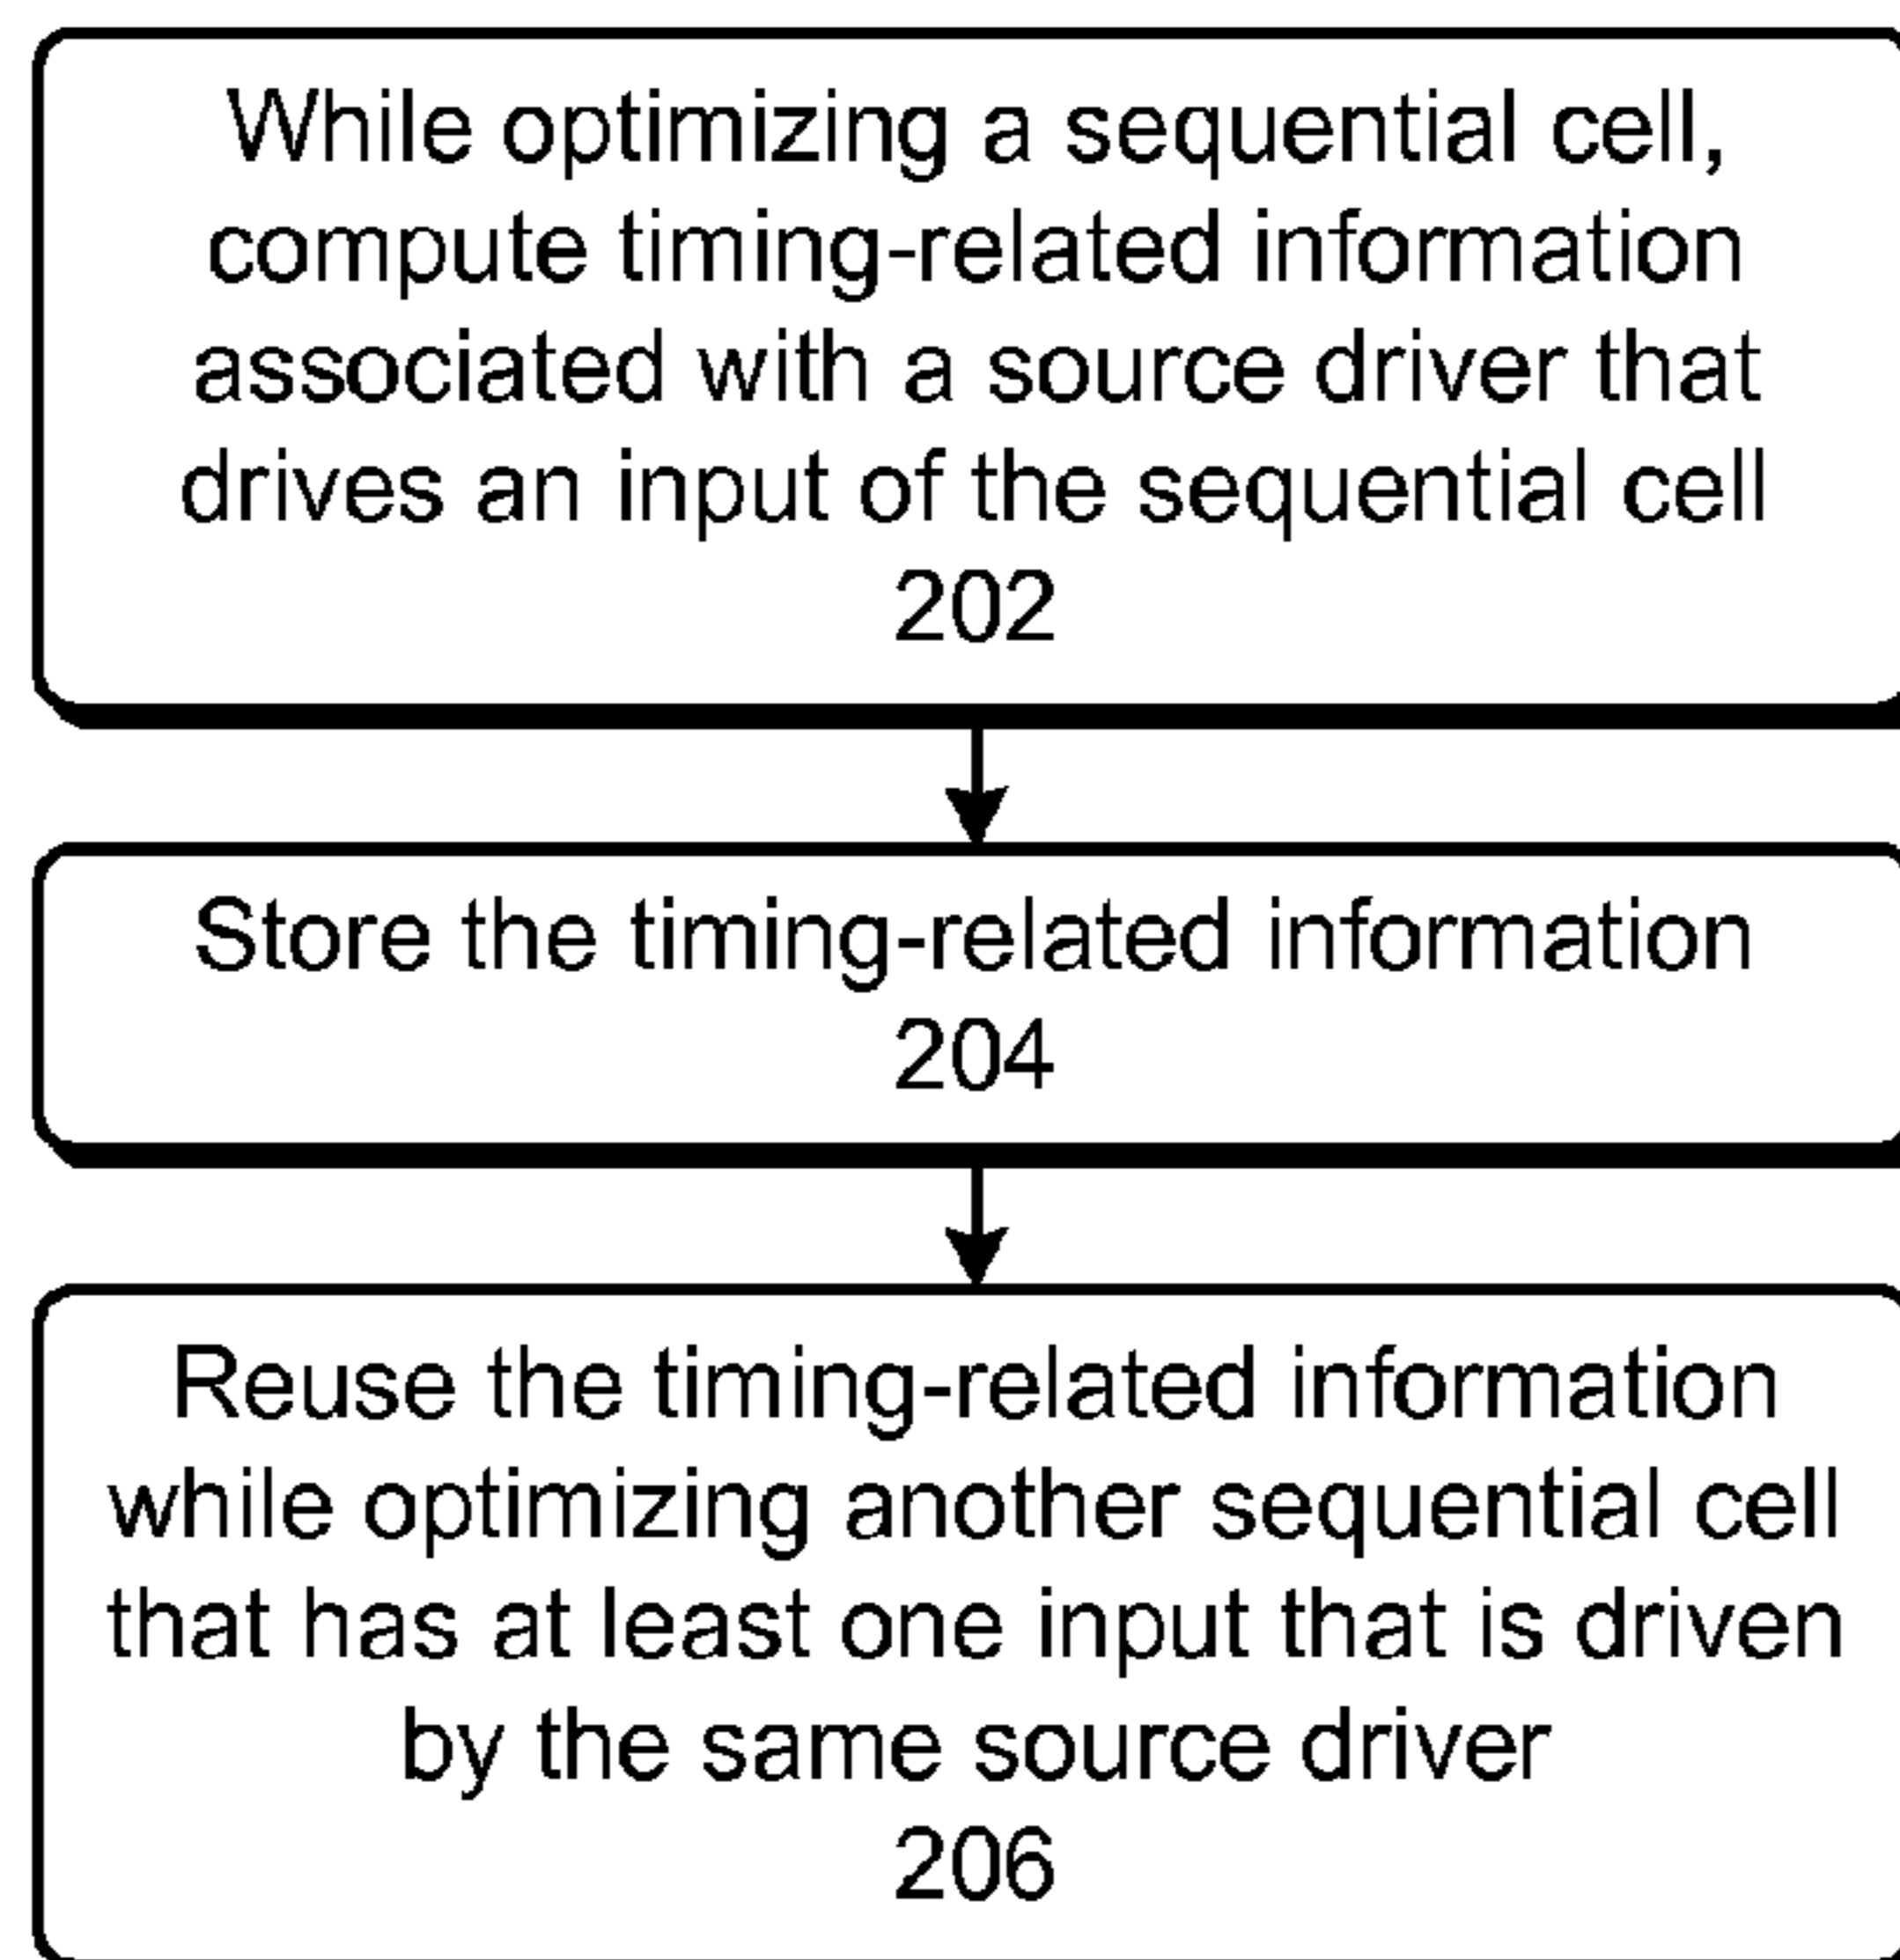 While optimizing a sequential cell,
compute timing-related information
associated with a source driver that
drives an input of the sequential cell
202
Store the timing-related information
204
Reuse the timing-related information
while optimizing another sequential cell
that has at least one input that is driven
by the same source driver
206